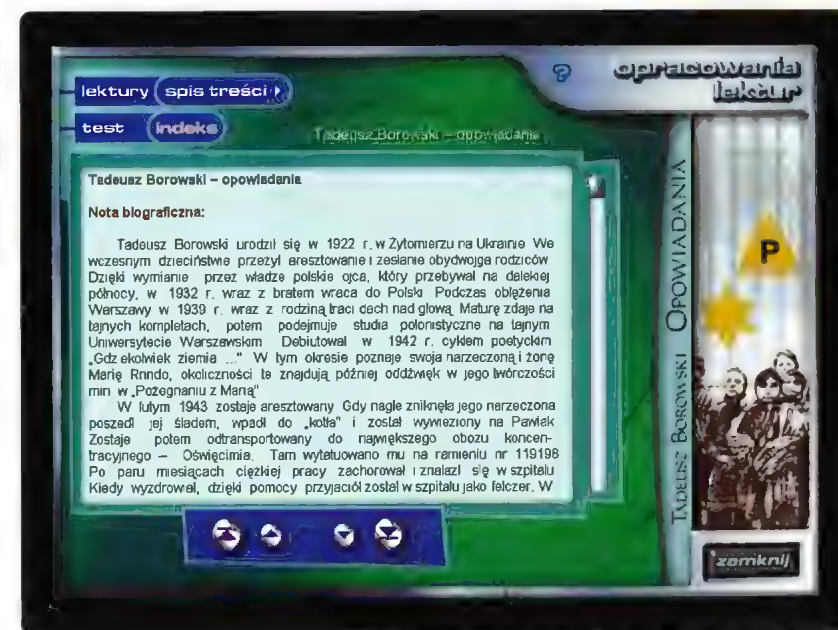 opracowania
lektur
lektury spis treści
test indeks
Tadeusz Borowski – opowiadania
Tadeusz Borowski – opowiadania
Nota biograficzna:
Tadeusz Borowski urodził się w 1922 r. w Żytomierzu na Ukrainie We
wczesnym dzieciństwie przeżył aresztowanie i zesłanie obydwojga rodziców
Dzięki wymianie przez władze polskie ojca, który przebywał na dalekiej
północy, w 1932 r. wraz z bratem wraca do Polski Podczas oblężenia
Warszawy w 1939 r. wraz z rodziną traci dach nad głową Maturę zdaje na
tajnych kompletach, potem podejmuje studia polonistyczne na tajnym
Uniwersytecie Warszawskim Debiutował w 1942 r. cyklem poetyckim
„Gdziekolwiek ziemia ...” W tym okresie poznaje swoja narzeczoną i żonę
Marię Rnndo, okoliczności te znajdują później oddźwięk w jego twórczości
min w „Pożegnaniu z Marią”
W lutym 1943 zostaje aresztowany Gdy nagle zniknęła jego narzeczona
poszedł jej śladem, wpadł do „kotła” i został wywieziony na Pawiak
Zostaje potem odtransportowany do największego obozu koncen-
tracyjnego – Oświęcimia. Tam wytatuowano mu na ramieniu nr 119198
Po paru miesiącach ciężkiej pracy zachorował i znalazł się w szpitalu
Kiedy wyzdrowiał, dzięki pomocy przyjaciół został w szpitalu jako felczer. W
TADEUSZ BOROWSKI OPOWIADANIA
P
zamknij